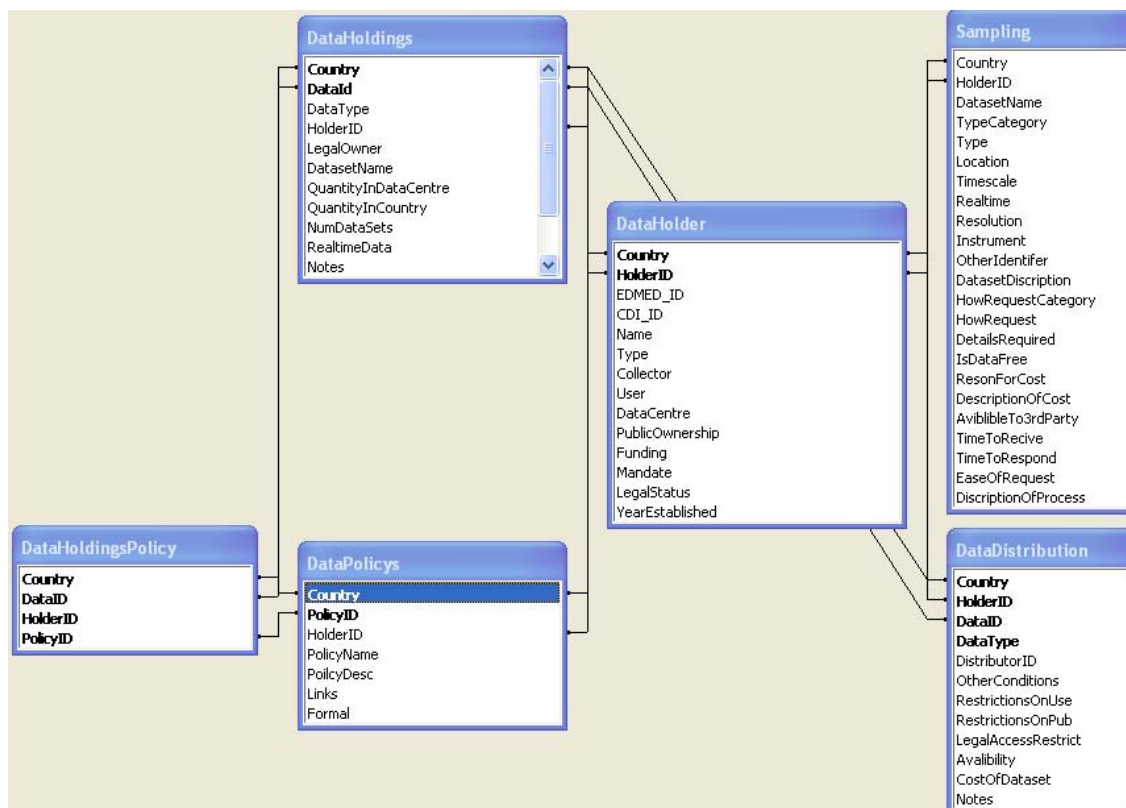 DataHoldings
Country
DataId
DataType
HolderID
LegalOwner
DatasetName
QuantityInDataCentre
QuantityInCountry
NumDataSets
RealtimeData
Notes
DataHolder
Country
HolderID
EDMED_ID
CDI_ID
Name
Type
Collector
User
DataCentre
PublicOwnership
Funding
Mandate
LegalStatus
YearEstablished
Sampling
Country
HolderID
DatasetName
TypeCategory
Type
Location
Timescale
Realtime
Resolution
Instrument
OtherIdentifer
DatasetDiscription
HowRequestCategory
HowRequest
DetailsRequired
IsDataFree
ResonForCost
DescriptionOfCost
AviblibleTo3rdParty
TimeToRecive
TimeToRespond
EaseOfRequest
DiscriptionOfProcess
DataHoldingsPolicy
Country
DataID
HolderID
PolicyID
DataPolicys
Country
PolicyID
HolderID
PolicyName
PoilcyDesc
Links
Formal
DataDistribution
Country
HolderID
DataID
DataType
DistributorID
OtherConditions
RestrictionsOnUse
RestrictionsOnPub
LegalAccessRestrict
Avalibility
CostOfDataset
Notes